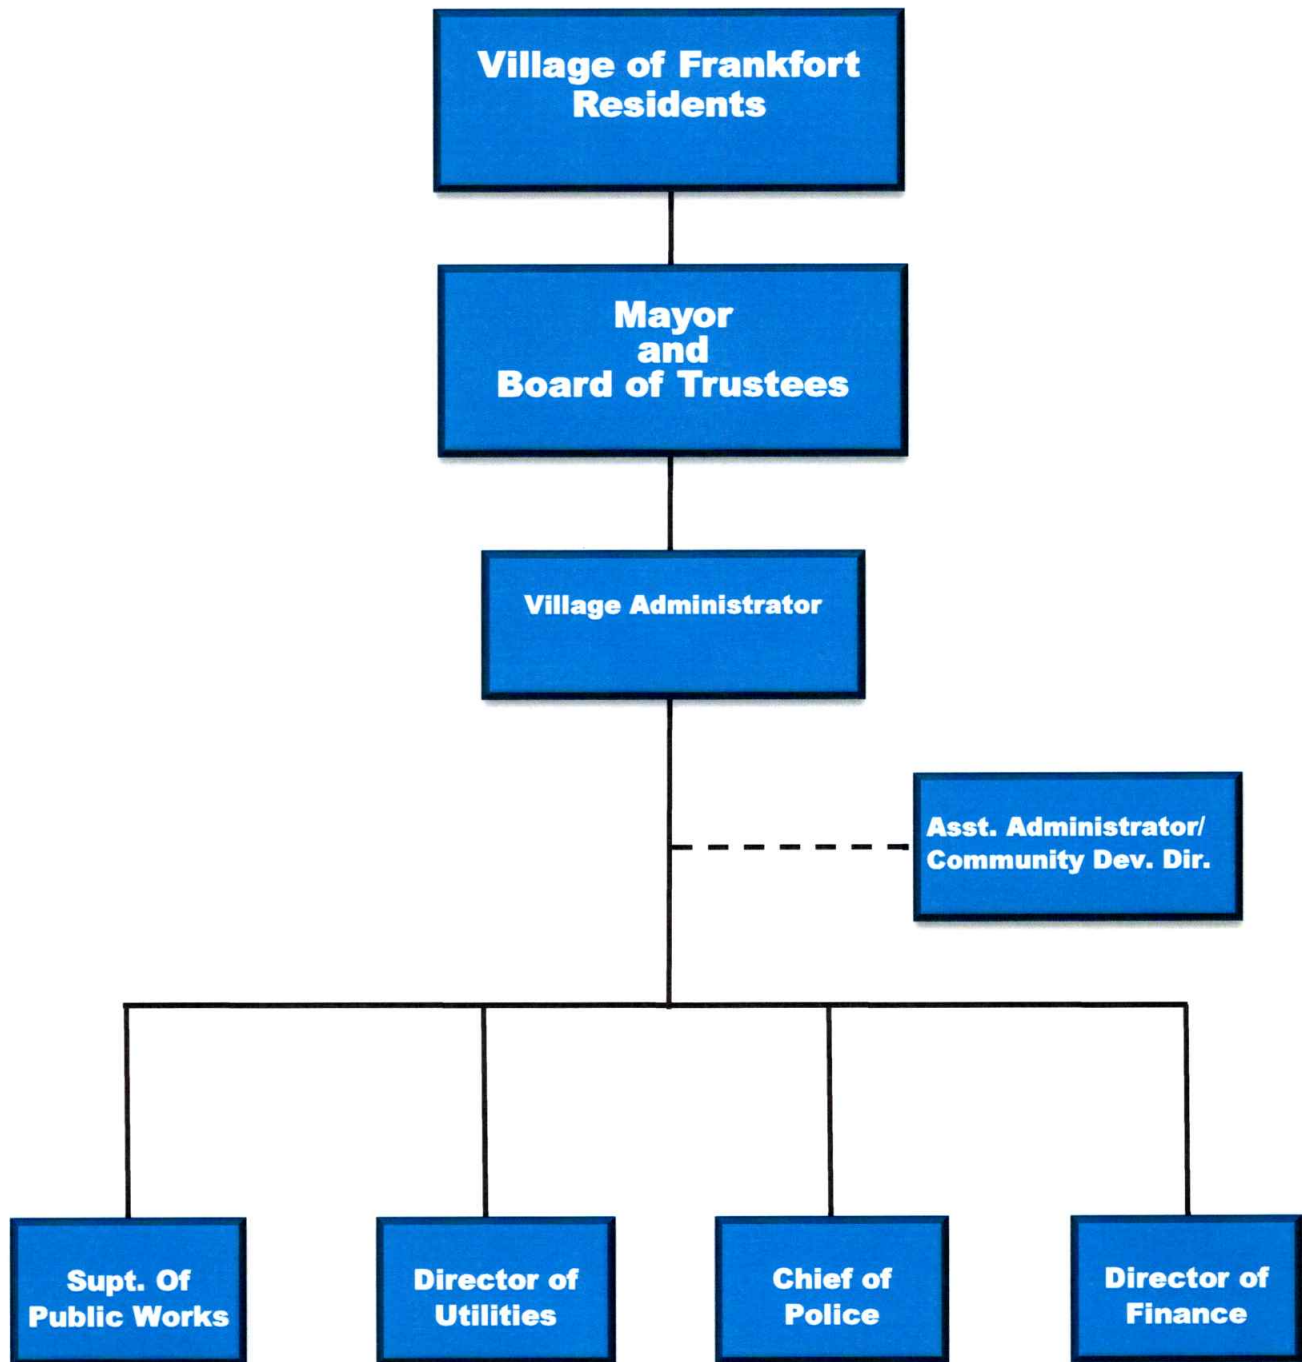 Village of Frankfort
Residents
Mayor
and
Board of Trustees
Village Administrator
Asst. Administrator/
Community Dev. Dir.
Supt. Of
Public Works
Director of
Utilities
Chief of
Police
Director of
Finance